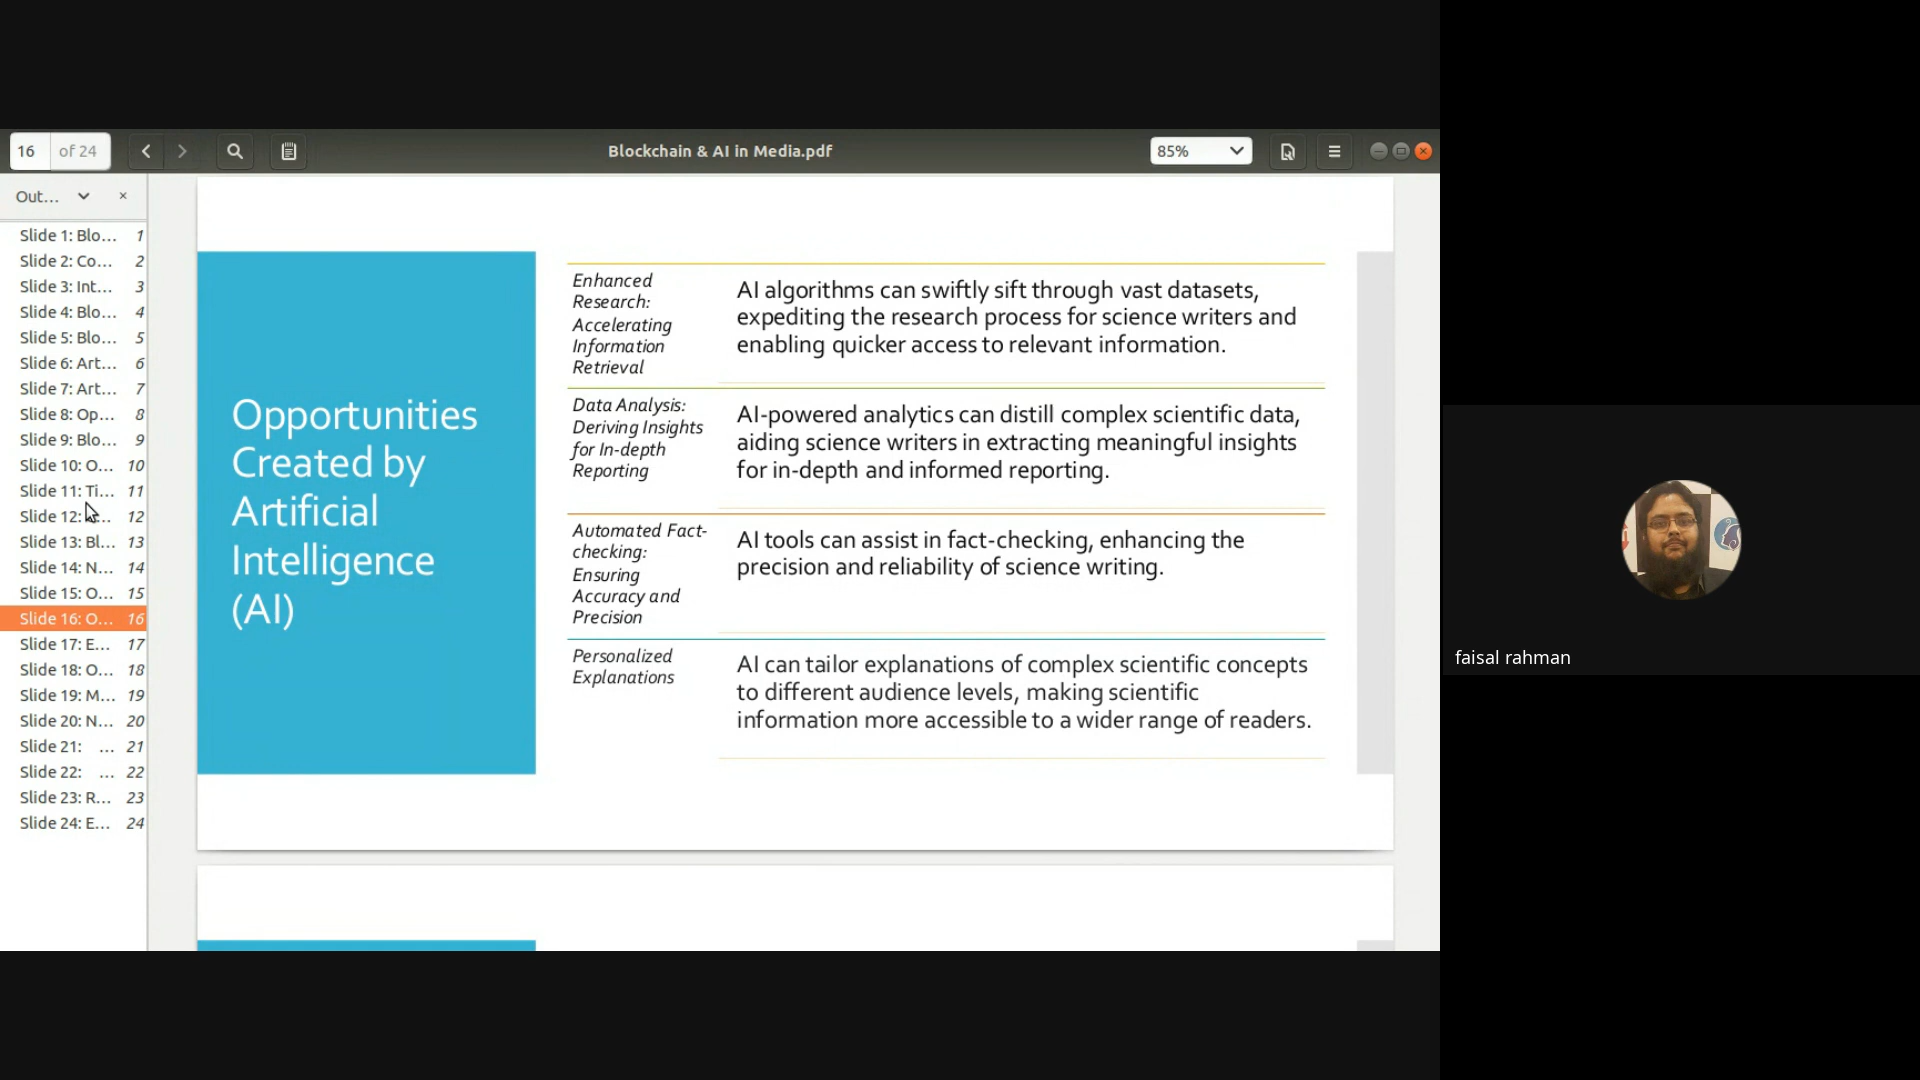 16 of 24
Blockchain & AI in Media.pdf
85%
Out...
Slide 1: Blo... 1
Slide 2: Co... 2
Slide 3: Int... 3
Slide 4: Blo... 4
Slide 5: Blo... 5
Slide 6: Art... 6
Slide 7: Art... 7
Slide 8: Op... 8
Slide 9: Blo... 9
Slide 10: O... 10
Slide 11: Ti... 11
Slide 12: ... 12
Slide 13: Bl... 13
Slide 14: N... 14
Slide 15: O... 15
Slide 16: O... 16
Slide 17: E... 17
Slide 18: O... 18
Slide 19: M... 19
Slide 20: N... 20
Slide 21: ... 21
Slide 22: ... 22
Slide 23: R... 23
Slide 24: E... 24
Opportunities
Created by
Artificial
Intelligence
(AI)
Enhanced
Research:
Accelerating
Information
Retrieval
AI algorithms can swiftly sift through vast datasets,
expediting the research process for science writers and
enabling quicker access to relevant information.
Data Analysis:
Deriving Insights
for In-depth
Reporting
AI-powered analytics can distill complex scientific data,
aiding science writers in extracting meaningful insights
for in-depth and informed reporting.
Automated Fact-
checking:
Ensuring
Accuracy and
Precision
AI tools can assist in fact-checking, enhancing the
precision and reliability of science writing.
Personalized
Explanations
AI can tailor explanations of complex scientific concepts
to different audience levels, making scientific
information more accessible to a wider range of readers.
faisal rahman